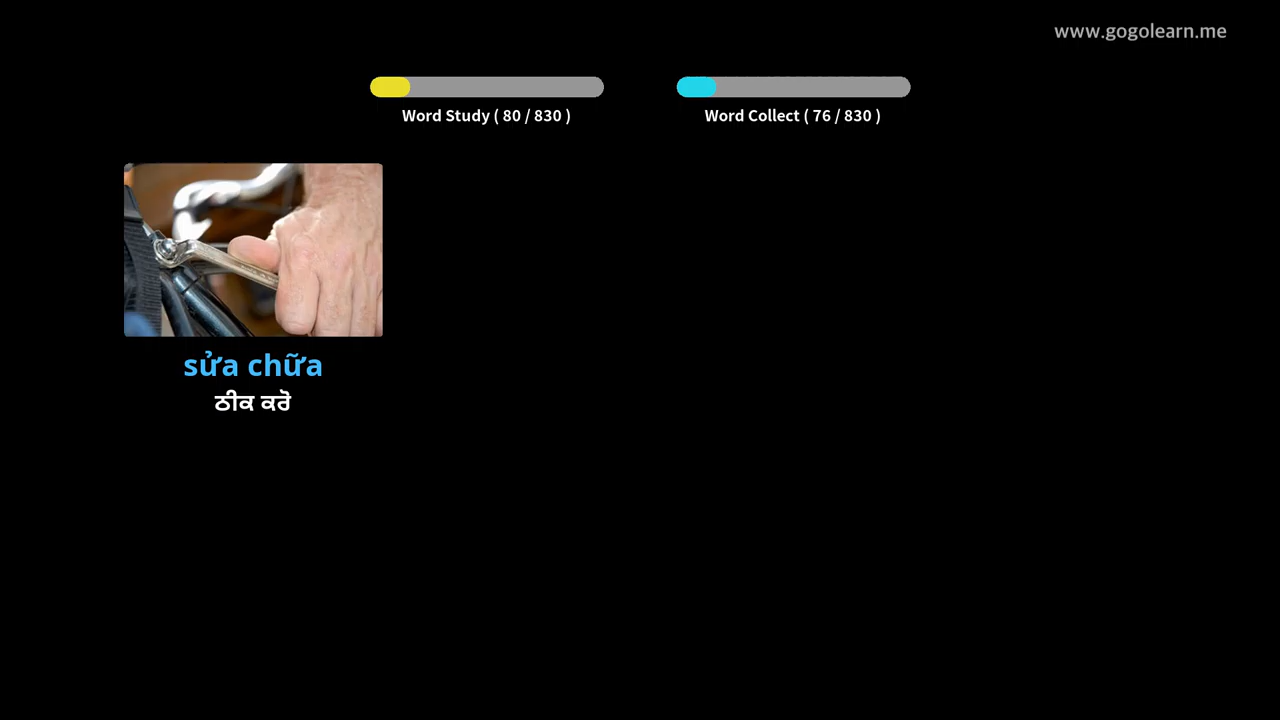 www.gogolearn.me
Word Study ( 80 / 830 )
Word Collect ( 76 / 830 )
sửa chữa
ਠੀਕ ਕਰੋ